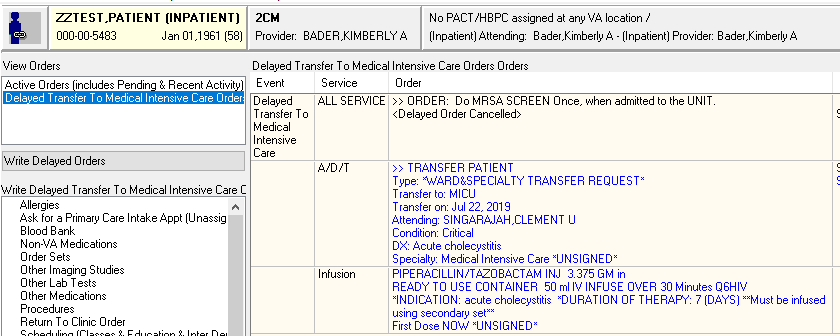 ZZTEST,PATIENT (INPATIENT)
000-00-5483 Jan 01,1961 (58)
2CM
Provider: BADER,KIMBERLY A
No PACT/HBPC assigned at any VA location /
(Inpatient) Attending: Bader,Kimberly A - (Inpatient) Provider: Bader,Kimberly A
View Orders
Active Orders (includes Pending & Recent Activity)
Delayed Transfer To Medical Intensive Care Orders
Write Delayed Orders
Write Delayed Transfer To Medical Intensive Care C
Allergies
Ask for a Primary Care Intake Appt (Unassig
Blood Bank
Non-VA Medications
Order Sets
Other Imaging Studies
Other Lab Tests
Other Medications
Procedures
Return To Clinic Order
Scheduling (Classes & Education & Inter Dep
Delayed Transfer To Medical Intensive Care Orders Orders
Event Service Order
Delayed Transfer To Medical Intensive Care
ALL SERVICE >> ORDER: Do MRSA SCREEN Once, when admitted to the UNIT.
<Delayed Order Cancelled>
A/D/T >> TRANSFER PATIENT
Type: *WARD&SPECIALTY TRANSFER REQUEST*
Transfer to: MICU
Transfer on: Jul 22, 2019
Attending: SINGARAJAH,CLEMENT U
Condition: Critical
DX: Acute cholecystitis
Specialty: Medical Intensive Care *UNSIGNED*
Infusion PIPERACILLIN/TAZOBACTAM INJ 3.375 GM in
READY TO USE CONTAINER 50 ml IV INFUSE OVER 30 Minutes Q6HIV
*INDICATION: acute cholecystitis *DURATION OF THERAPY: 7 (DAYS) **Must be infused
using secondary set**
First Dose NOW *UNSIGNED*